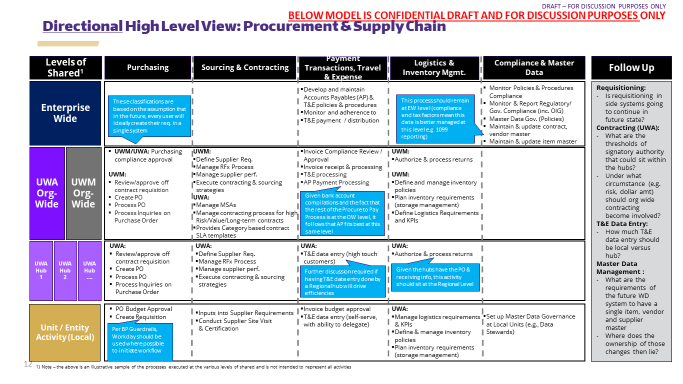 DRAFT – FOR DISCUSSION PURPOSES ONLY
BELOW MODEL IS CONFIDENTIAL DRAFT AND FOR DISCUSSION PURPOSES ONLY
Directional High Level View: Procurement & Supply Chain
Levels of
Shared¹
Purchasing
Sourcing & Contracting
Payment
Transactions, Travel
& Expense
Logistics &
Inventory Mgmt.
Compliance & Master
Data
Follow Up
Enterprise
Wide
These classifications are
based on the assumption that
in the future, every user will
ideally create their req. in a
single system
•Develop and maintain
Accounts Payables (AP) &
T&E policies & procedures
•Monitor and adhere to
•T&E payment / distribution
This process should remain
at EW level (compliance
and tax factors mean this
data is better managed at
this level e.g. 1099
reporting)
• Monitor Policies & Procedures
Compliance
• Monitor & Report Regulatory/
Gov. Compliance (inc. OIG)
• Master Data Gov. (Policies)
• Maintain & update contract,
vendor master
• Maintain & update item master
UWA
Org-
Wide
UWM
Org-
Wide
• UWM/UWA: Purchasing
compliance approval
UWM:
• Review/approve off
contract requisition
• Create PO
• Process PO
• Process Inquiries on
Purchase Order
UWM:
•Define Supplier Req.
•Manage RFx Process
•Manage supplier perf.
•Execute contracting & sourcing
strategies
UWA:
•Manage MSAs
•Manage contracting process for high
Risk/Value/Long-term contracts
•Provides Category based contract
SLA templates
•Invoice Compliance Review /
Approval
•Invoice receipt & processing
•T&E processing
•AP Payment Processing
Given bank account
compliations and the fact that
the rest of the Procure to Pay
Process is at the UW level, it
follows that AP fits best at this
same level
UWM:
•Authorize & process returns
UWM:
•Define and manage inventory
policies
•Plan inventory requirements
(storage management)
•Define Logistics Requirements
and KPIs
UWA
Hub
1
UWA
Hub
2
UWA
Hub
...
UWA:
• Review/approve off
contract requisition
• Create PO
• Process PO
• Process Inquiries on
Purchase Order
UWA:
•Define Supplier Req.
•Manage RFx Process
•Manage supplier perf.
•Execute contracting & sourcing
strategies
UWA:
•T&E data entry (high touch
customers)
Further discussion required if
having T&E data entry done by
a Regional hub will drive
efficiencies
UWA:
•Authorize & process returns
Given the hubs have the PO &
receiving info, this activity
should sit at the Regional Level
Unit / Entity
Activity (Local)
• PO Budget Approval
• Create Requisition
Per BP Guardrails,
Workday should be
used where possible
to initiate workflow
•Inputs into Supplier Requirements
•Conduct Supplier Site Visit
& Certification
•Invoice budget approval
•T&E data entry (self-serve,
with ability to delegate)
UWA:
•Manage logistics requirements
& KPIs
•Define & manage inventory
policies
•Plan inventory requirements
(storage management)
•Set up Master Data Governance
at Local Units (e.g., Data
Stewards)
Requisitioning:
- Is requisitioning in
side systems going
to continue in
future state?
Contracting (UWA):
- What are the
thresholds of
signatory authority
that could sit within
the hubs?
- Under what
circumstance (e.g.
risk, dollar amt)
should org wide
contracting
become involved?
T&E Data Entry:
- How much T&E
data entry should
be local versus
hub?
Master Data
Management :
- What are the
requirements of
the future WD
system to have a
single item, vendor
and supplier
master
- Where does the
ownership of those
changes then lie?
12
1) Note – the above is an illustrative sample of the processes executed at the various levels of shared and is not intended to represent all activities